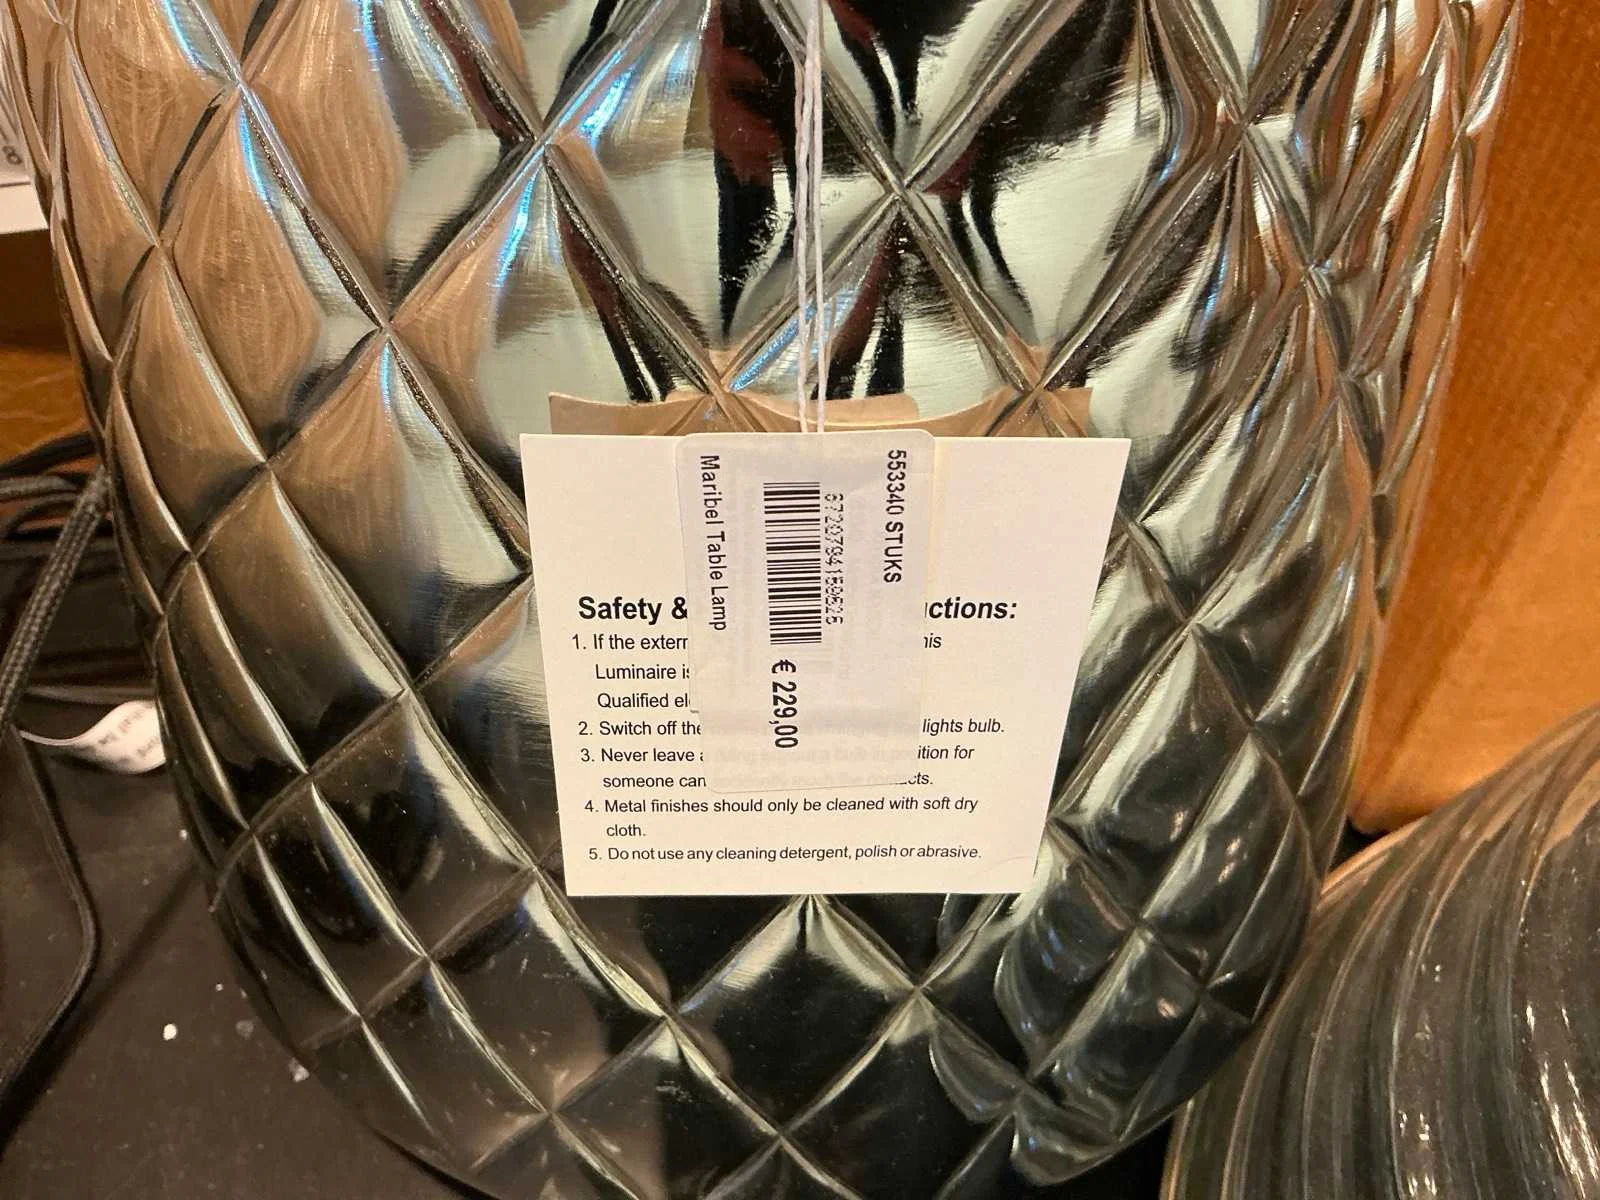 553340 STUKS
Maribel Table Lamp
€ 229,00
Safety & ctions:
1. If the extern his
Luminaire is
Qualified el
2. Switch off the lights bulb.
3. Never leave a ition for
someone can cts.
4. Metal finishes should only be cleaned with soft dry
cloth.
5. Do not use any cleaning detergent, polish or abrasive.